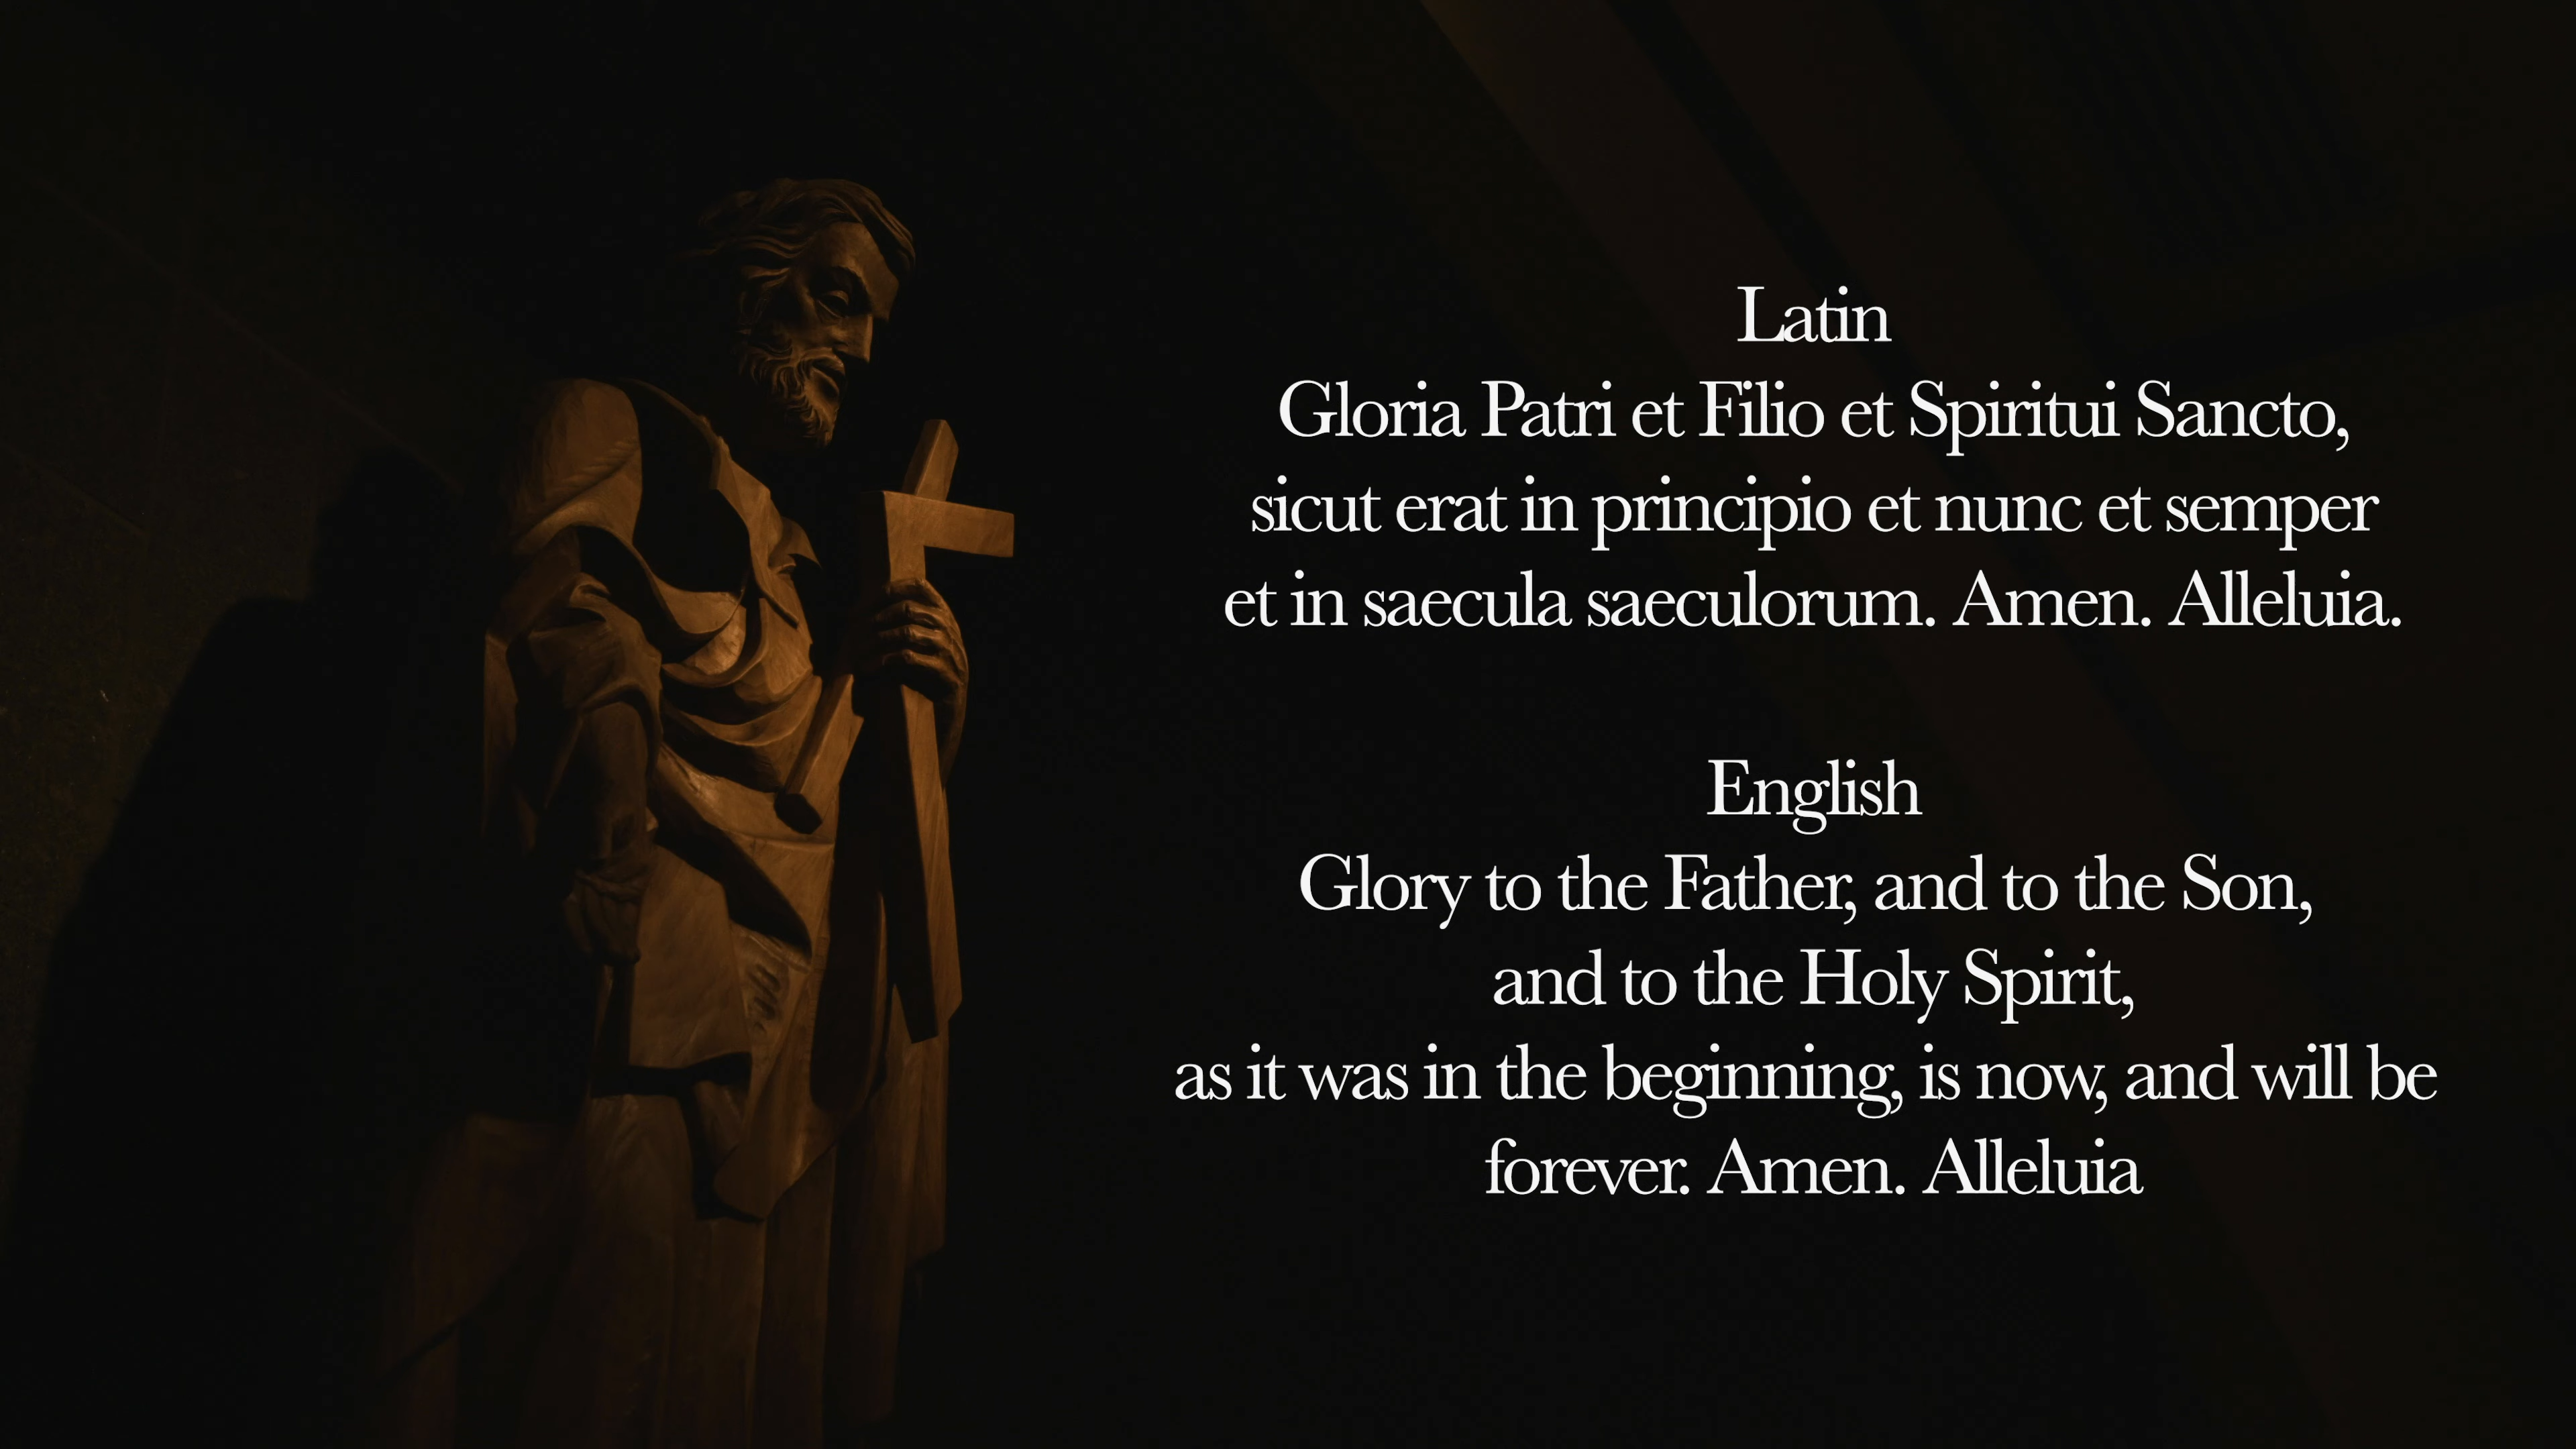 Latin
Gloria Patri et Filio et Spiritui Sancto,
sicut erat in principio et nunc et semper
et in saecula saeculorum. Amen. Alleluia.
English
Glory to the Father, and to the Son,
and to the Holy Spirit,
as it was in the beginning, is now, and will be
forever. Amen. Alleluia